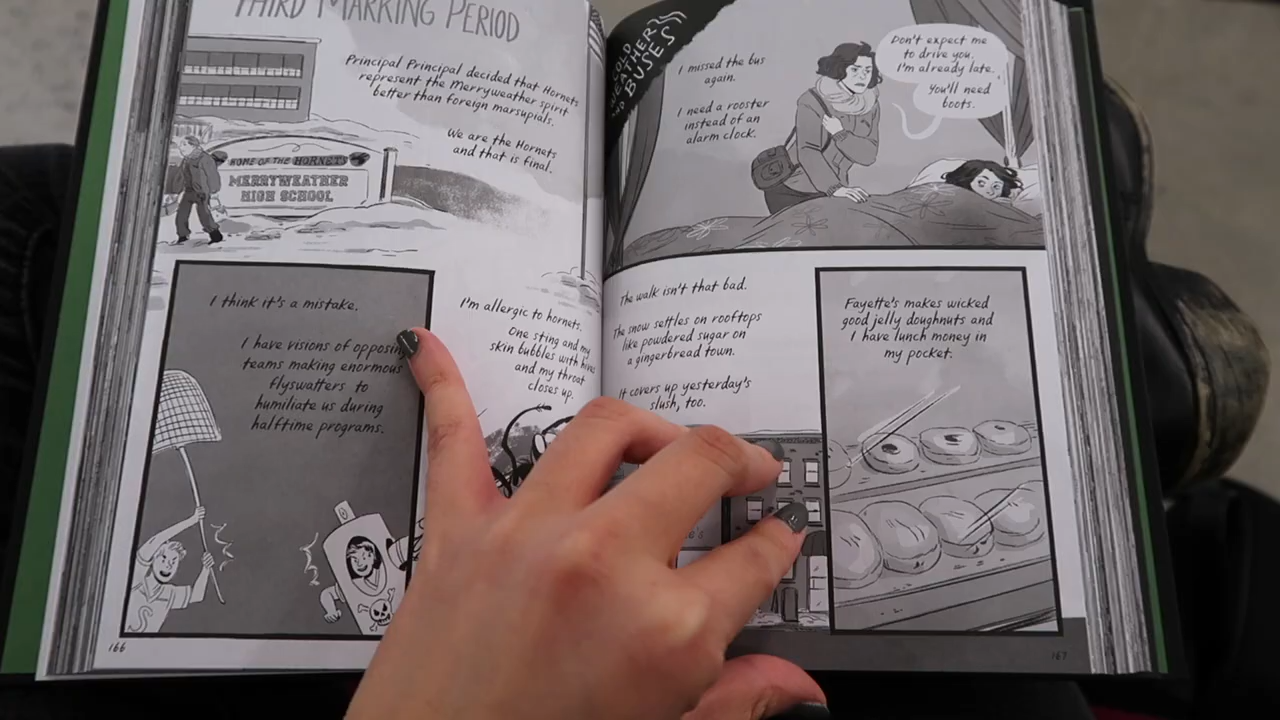 THIRD MARKING PERIOD
Principal Principal decided that Hornets
represent the Merryweather spirit
better than foreign marsupials.
We are the Hornets
and that is final.
HOME OF THE HORNETS
MERRYWEATHER
HIGH SCHOOL
I think it's a mistake.
I have visions of opposing
teams making enormous
flyswatters to
humiliate us during
halftime programs.
S
I'm allergic to hornets.
One sting and my
skin bubbles with hives
and my throat
closes up.
166
COLD
WEATHER
AND BUSES
I missed the bus
again.
I need a rooster
instead of an
alarm clock.
Don't expect me
to drive you.
I'm already late.
You'll need
boots.
The walk isn't that bad.
The snow settles on rooftops
like powdered sugar on
a gingerbread town.
It covers up yesterday's
slush, too.
Fayette's makes wicked
good jelly doughnuts and
I have lunch money in
my pocket.
167